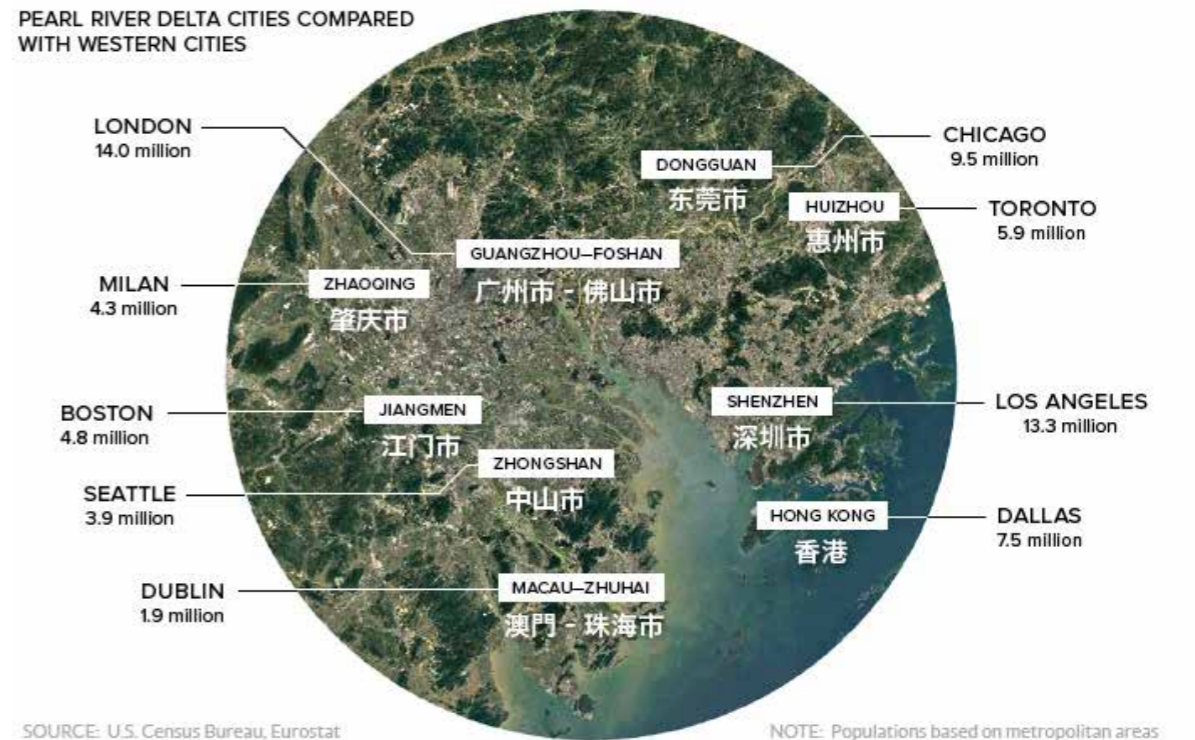 PEARL RIVER DELTA CITIES COMPARED
WITH WESTERN CITIES
LONDON
14.0 million
CHICAGO
9.5 million
DONGGUAN
东莞市
HUIZHOU
惠州市
TORONTO
5.9 million
GUANGZHOU–FOSHAN
广州市 - 佛山市
MILAN
4.3 million
ZHAOQING
肇庆市
BOSTON
4.8 million
JIANGMEN
江门市
SHENZHEN
深圳市
LOS ANGELES
13.3 million
ZHONGSHAN
中山市
SEATTLE
3.9 million
HONG KONG
香港
DALLAS
7.5 million
DUBLIN
1.9 million
MACAU–ZHUHAI
澳門 - 珠海市
SOURCE: U.S. Census Bureau, Eurostat
NOTE: Populations based on metropolitan areas